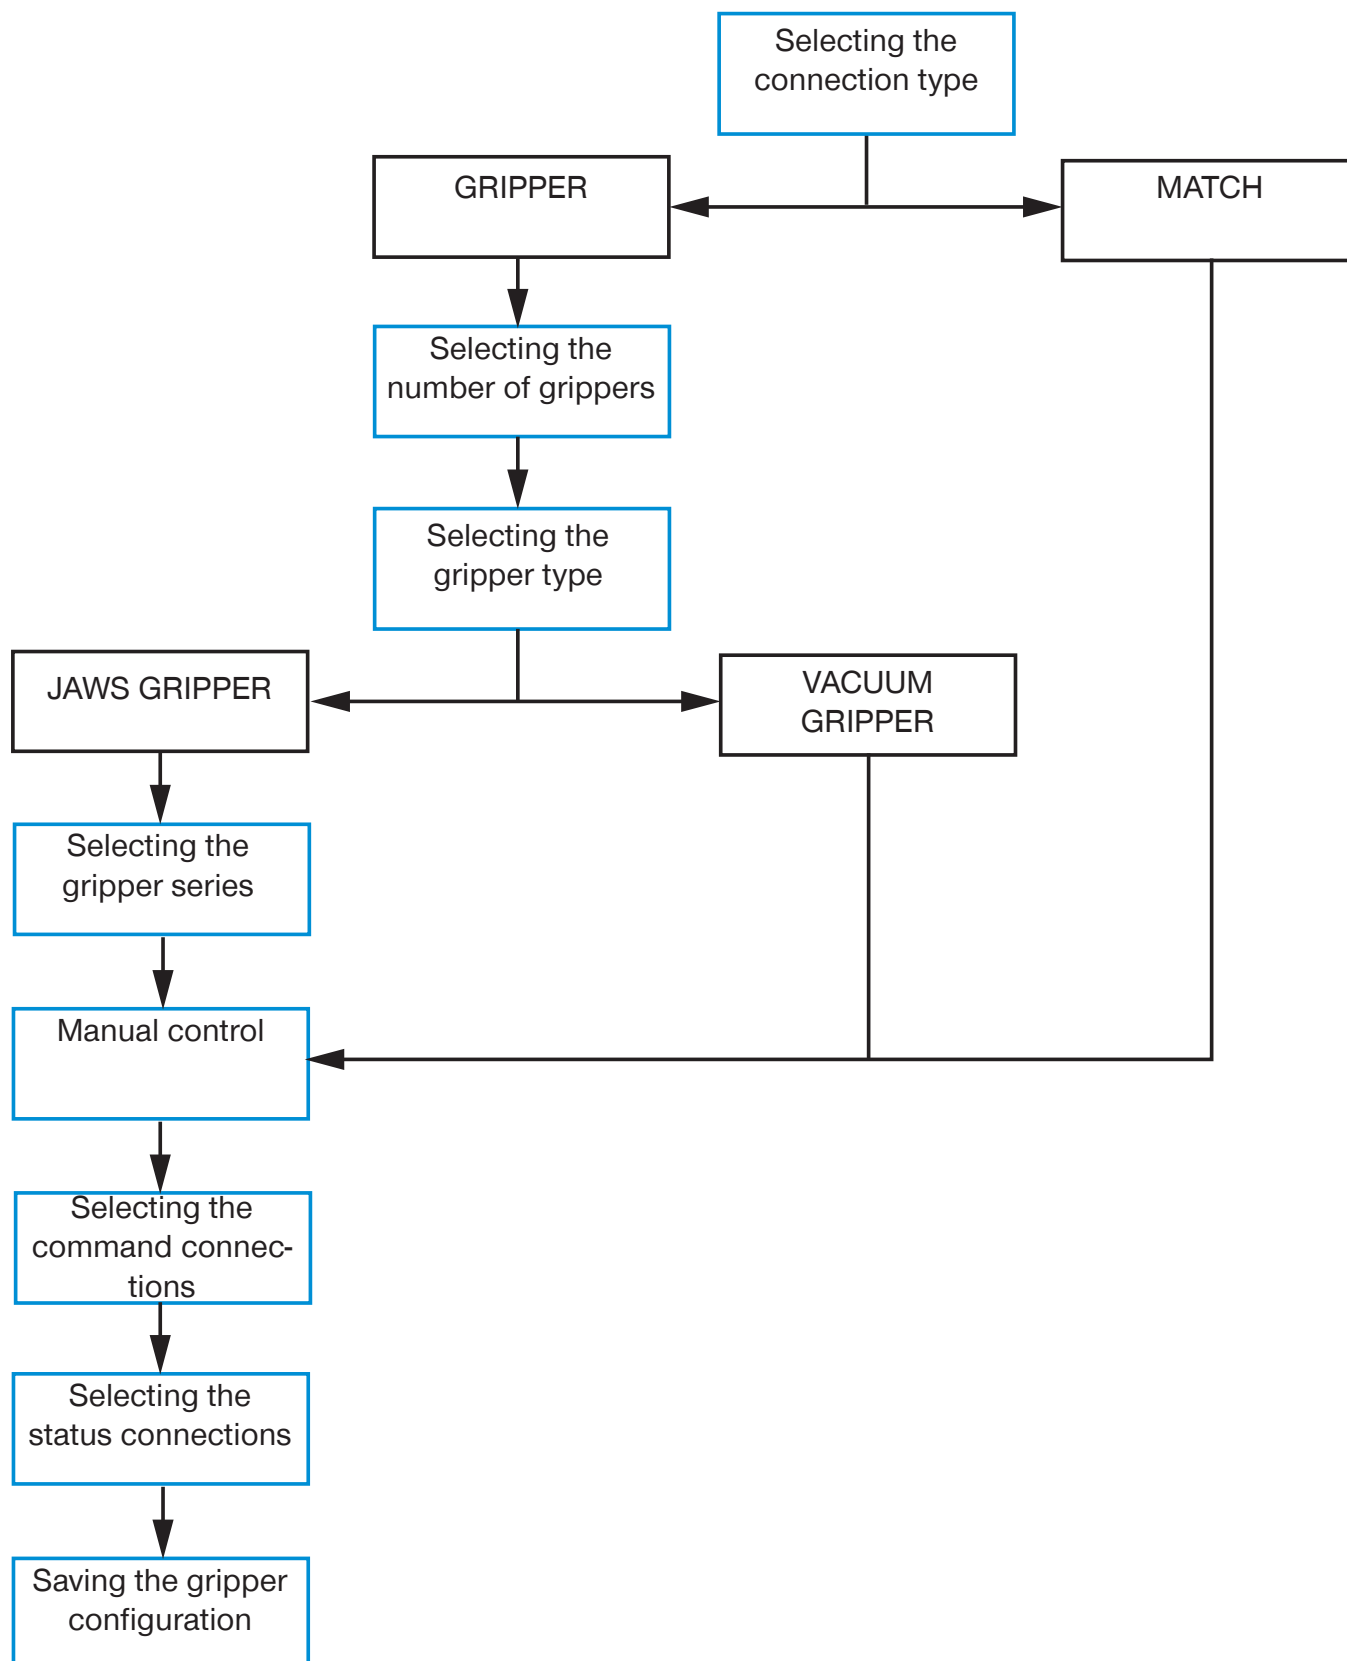 Selecting the
connection type
GRIPPER
MATCH
Selecting the
number of grippers
Selecting the
gripper type
JAWS GRIPPER
VACUUM
GRIPPER
Selecting the
gripper series
Manual control
Selecting the
command connec-
tions
Selecting the
status connections
Saving the gripper
configuration